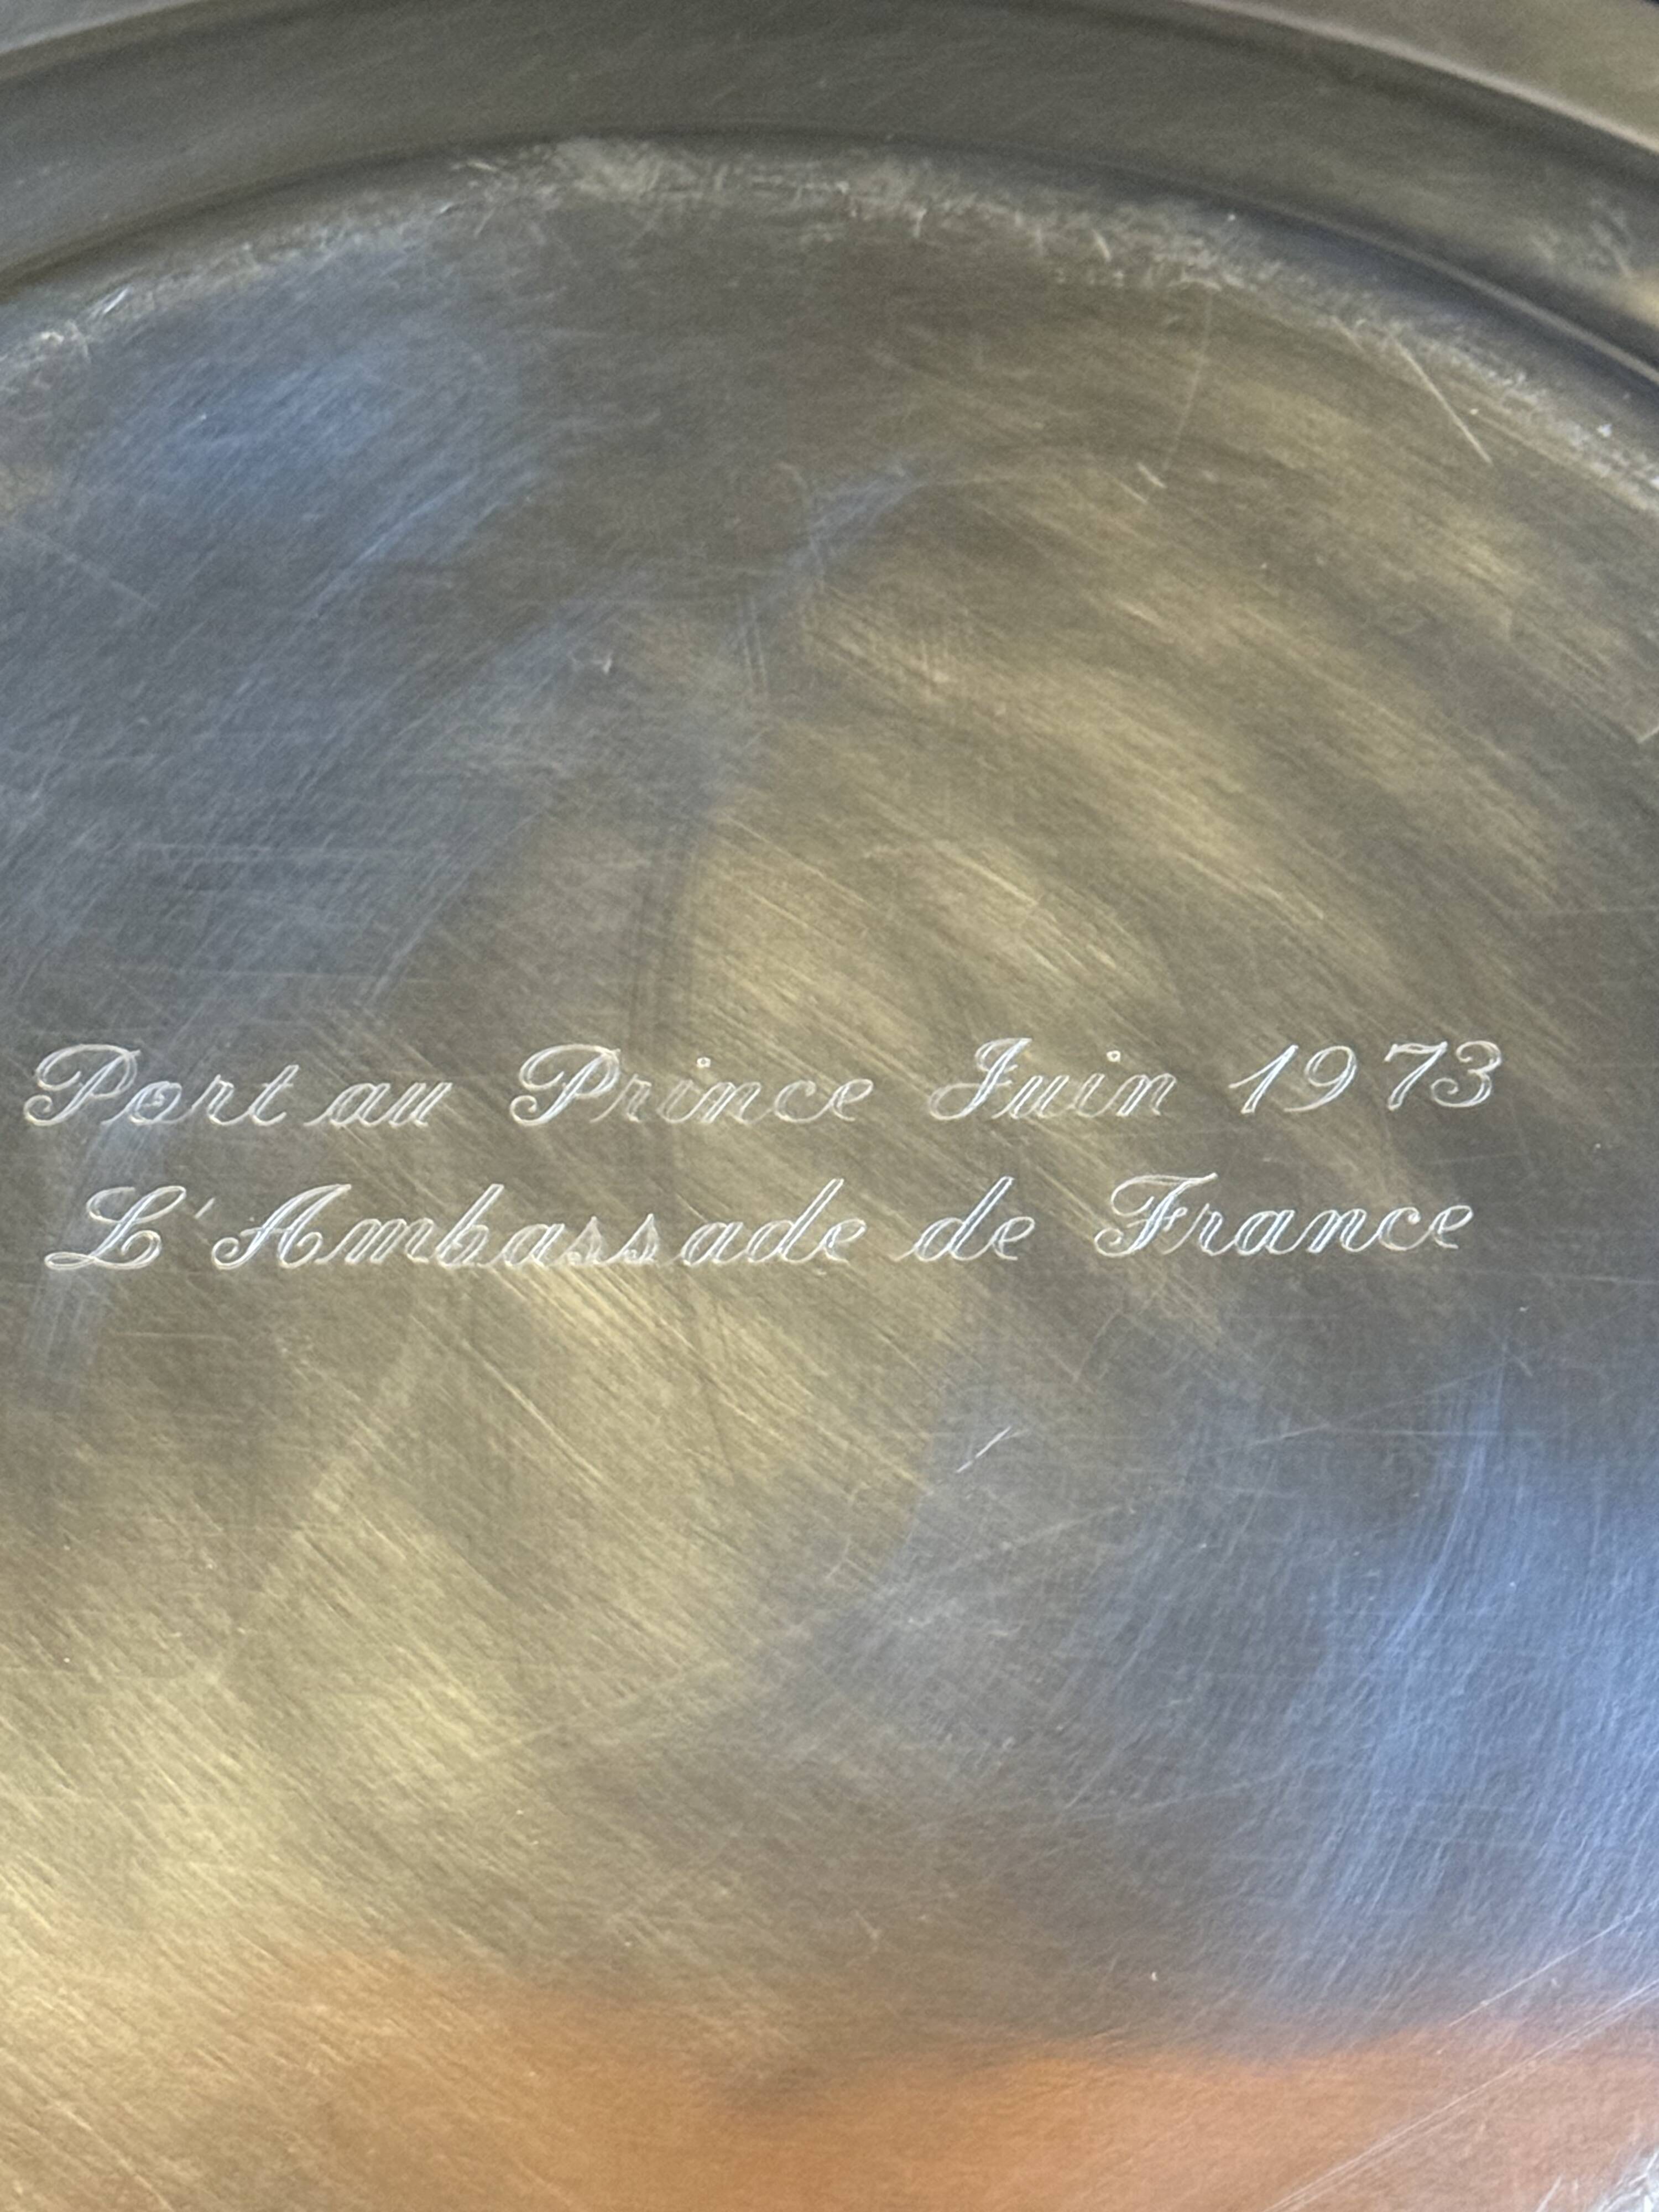 Port au Prince Juin 1973
L'Ambassade de France